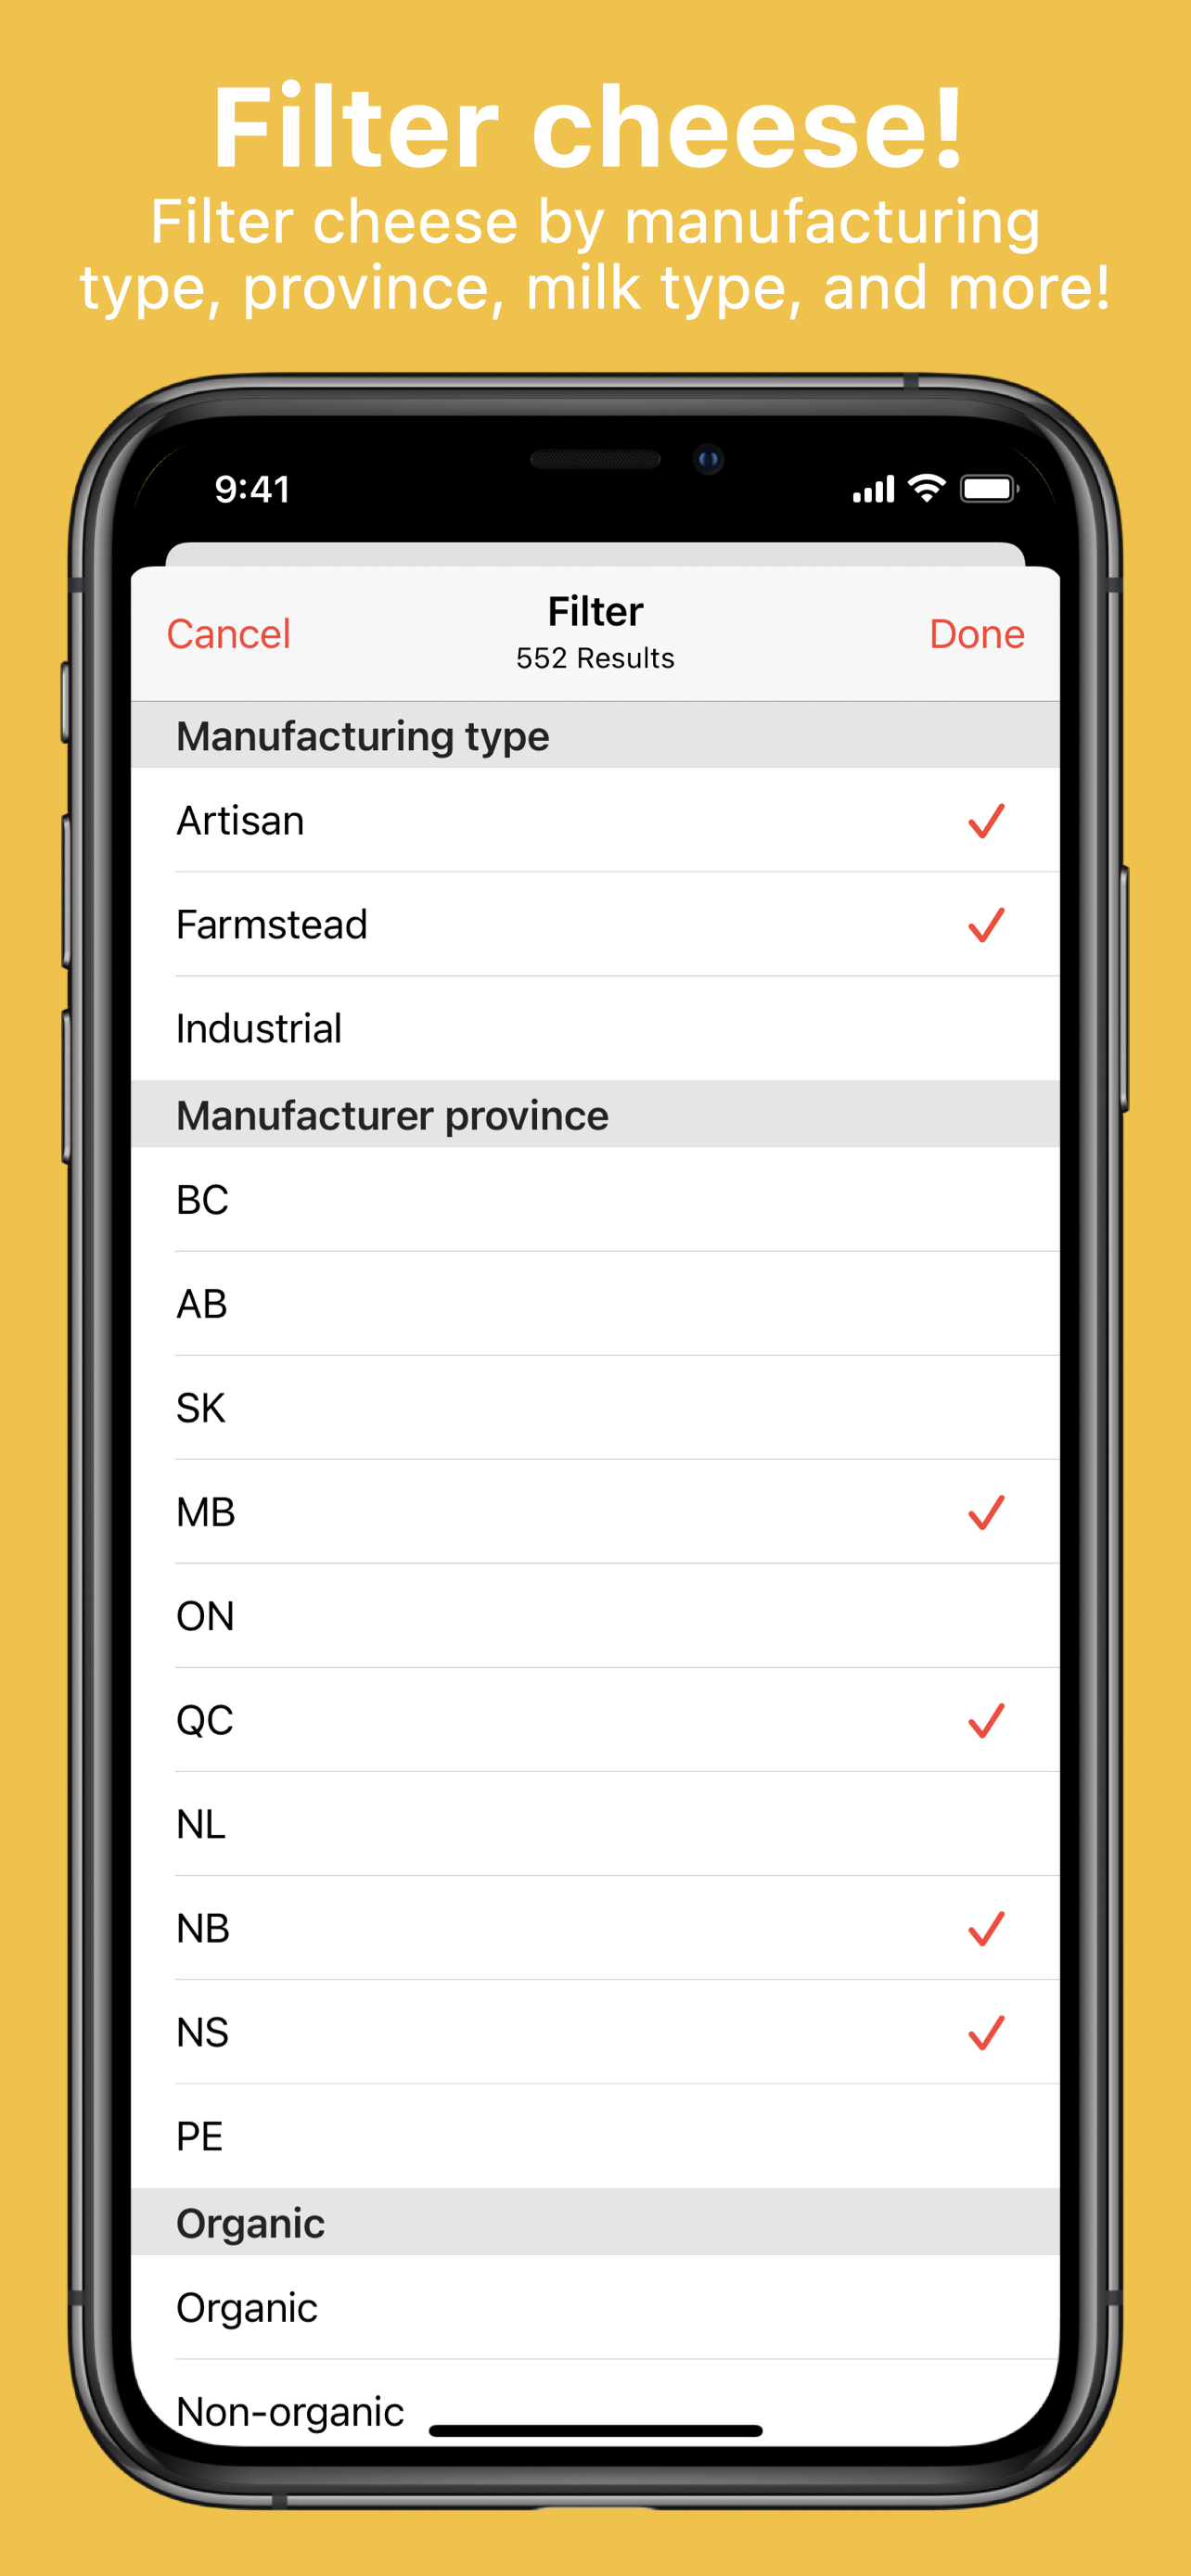 Filter cheese!
Filter cheese by manufacturing
type, province, milk type, and more!
9:41
Cancel
Filter
Done
552 Results
Manufacturing type
Artisan
Farmstead
Industrial
Manufacturer province
BC
AB
SK
MB
ON
QC
NL
NB
NS
PE
Organic
Organic
Non-organic